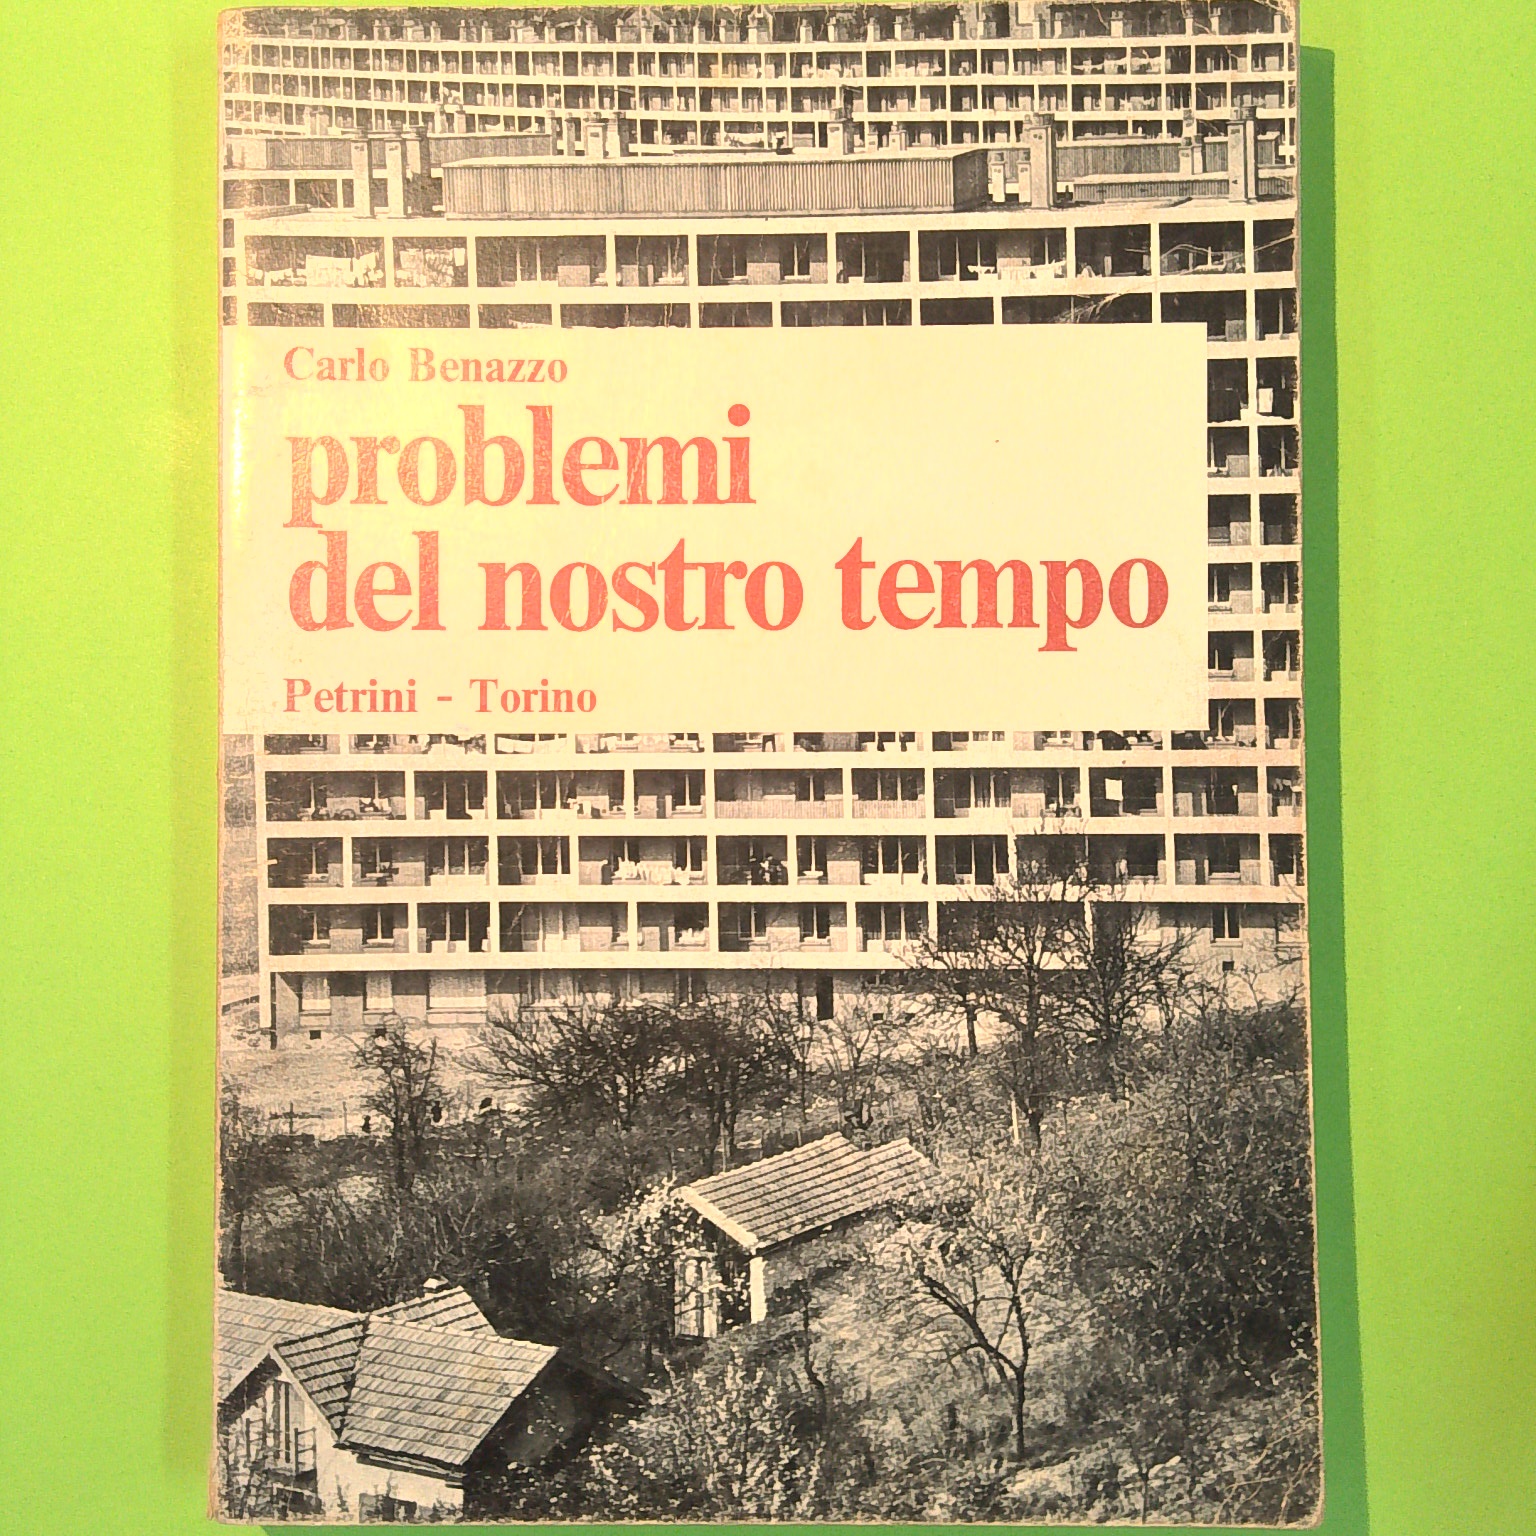 Carlo Benazzo
problemi
del nostro tempo
Petrini - Torino